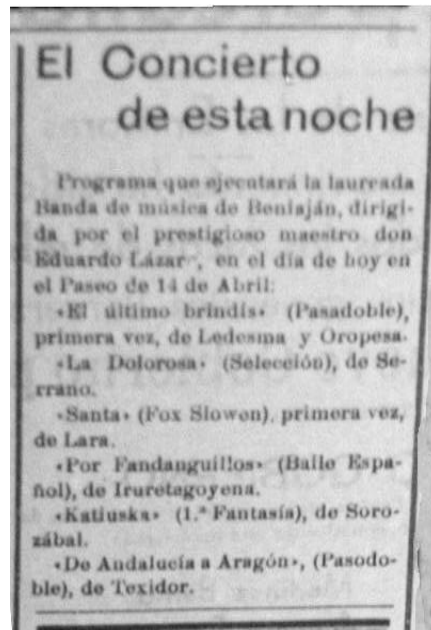 El Concierto
de esta noche
Programa que ejecutará la laureada
Banda de música de Beniaján, dirigi-
da por el prestigioso maestro don
Eduardo Lázar , en el día de hoy en
el Paseo de 14 de Abril:
«El último brindis» (Pasadoble),
primera vez, de Ledesma y Oropesa.
«La Dolorosa» (Selección), de Se-
rrano.
«Santa» (Fox Slowen), primera vez,
de Lara.
«Por Fandanguillos» (Baile Espa-
ñol), de Iruretagoyena.
«Katiuska» (1.ª Fantasía), de Soro-
zábal.
«De Andalucía a Aragón», (Pasodo-
ble), de Texidor.